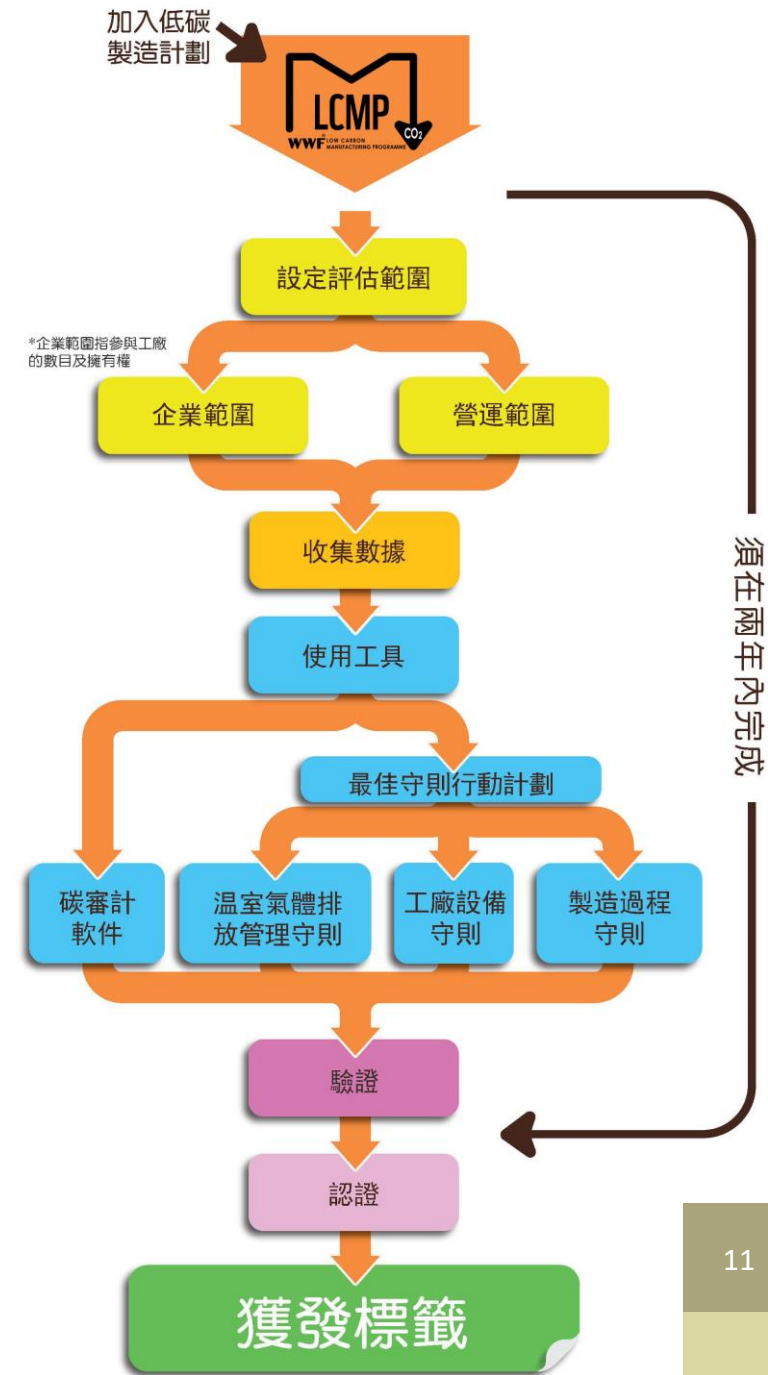 加入低碳
製造計劃
LCMP
CO₂
WWF LOW CARBON
MANUFACTURING PROGRAMME
設定評估範圍
*企業範圍指參與工廠
的數目及擁有權
企業範圍
營運範圍
收集數據
須在兩年內完成
使用工具
最佳守則行動計劃
碳審計
軟件
溫室氣體排
放管理守則
工廠設備
守則
製造過程
守則
驗證
認證
獲發標籤
11